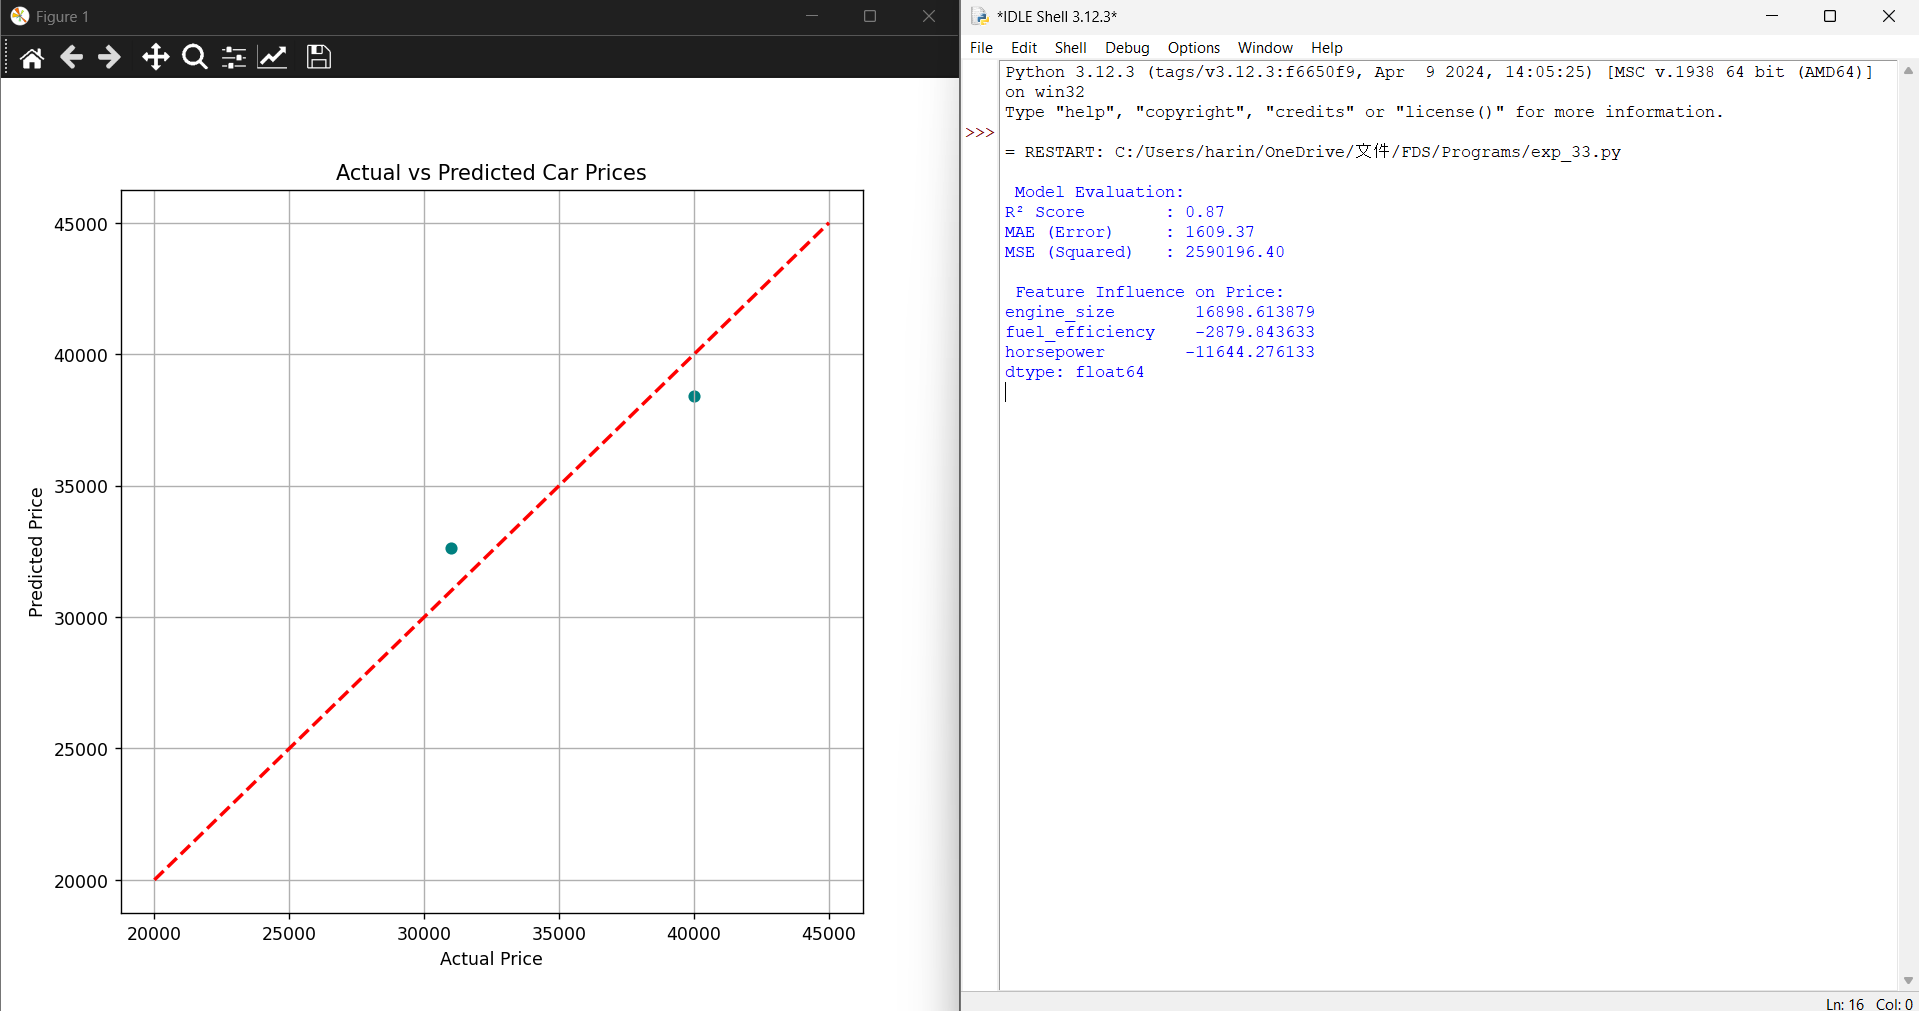 Figure 1
Actual vs Predicted Car Prices
45000
40000
35000
30000
25000
20000
Predicted Price
20000 25000 30000 35000 40000 45000
Actual Price
*IDLE Shell 3.12.3*
File Edit Shell Debug Options Window Help
Python 3.12.3 (tags/v3.12.3:f6650f9, Apr  9 2024, 14:05:25) [MSC v.1938 64 bit (AMD64)]
on win32
Type "help", "copyright", "credits" or "license()" for more information.
>>>
= RESTART: C:/Users/harin/OneDrive/文件/FDS/Programs/exp_33.py
Model Evaluation:
R² Score        : 0.87
MAE (Error)     : 1609.37
MSE (Squared)   : 2590196.40
Feature Influence on Price:
engine_size        16898.613879
fuel_efficiency    -2879.843633
horsepower        -11644.276133
dtype: float64
Ln: 16 Col: 0